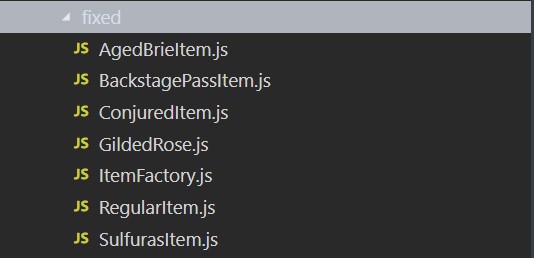 fixed
JS AgedBrieItem.js
JS BackstagePassItem.js
JS ConjuredItem.js
JS GildedRose.js
JS ItemFactory.js
JS RegularItem.js
JS SulfurasItem.js